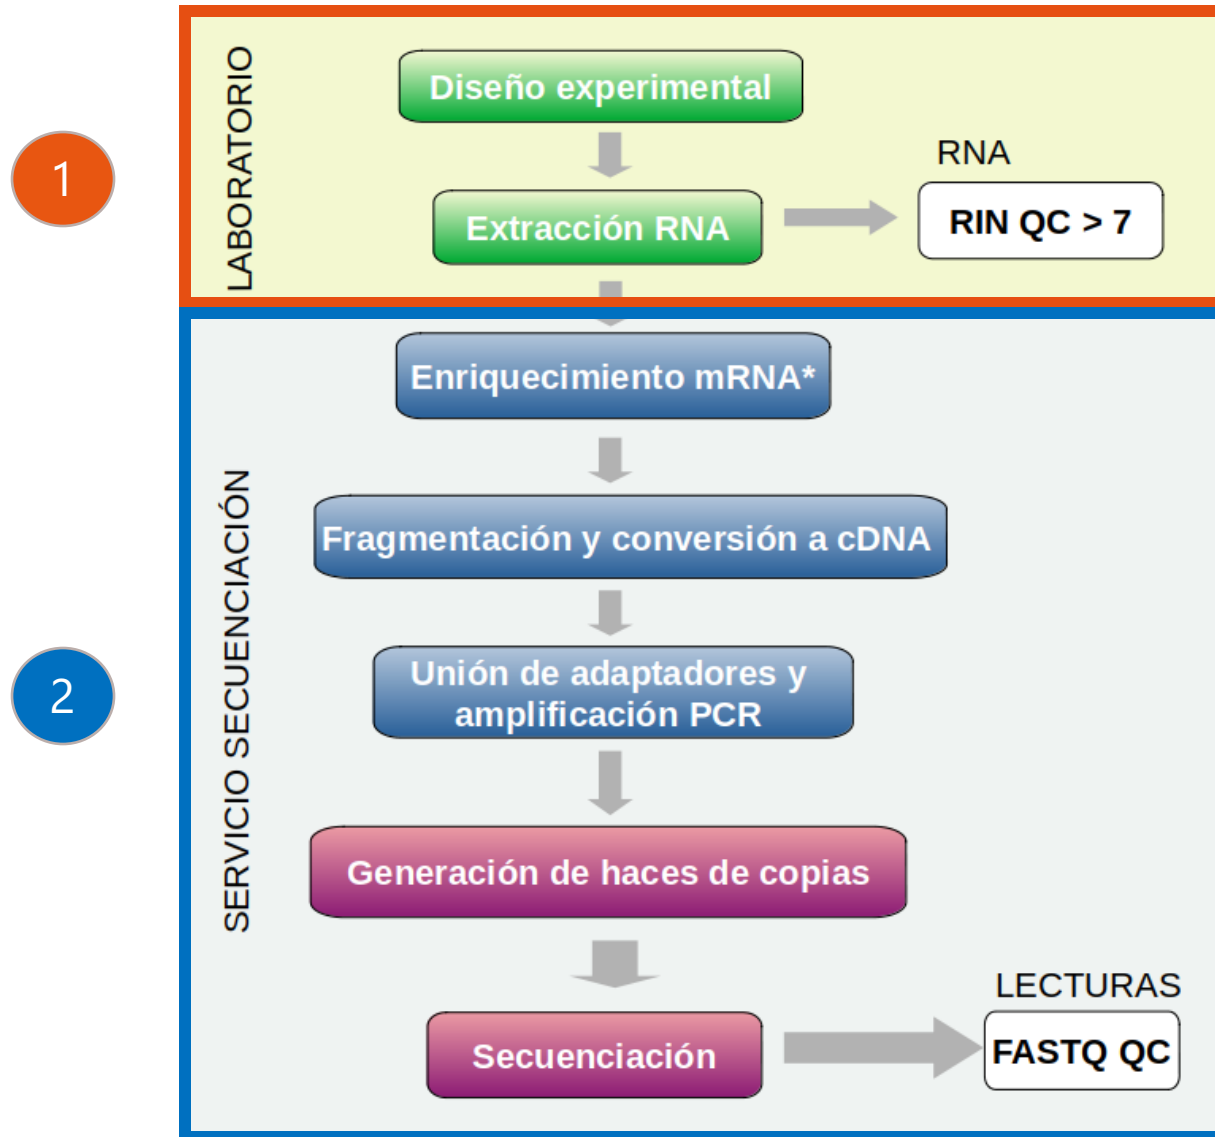 1
LABORATORIO
Diseño experimental
Extracción RNA
RNA
RIN QC > 7
2
SERVICIO SECUENCIACIÓN
Enriquecimiento mRNA*
Fragmentación y conversión a cDNA
Unión de adaptadores y
amplificación PCR
Generación de haces de copias
Secuenciación
LECTURAS
FASTQ QC